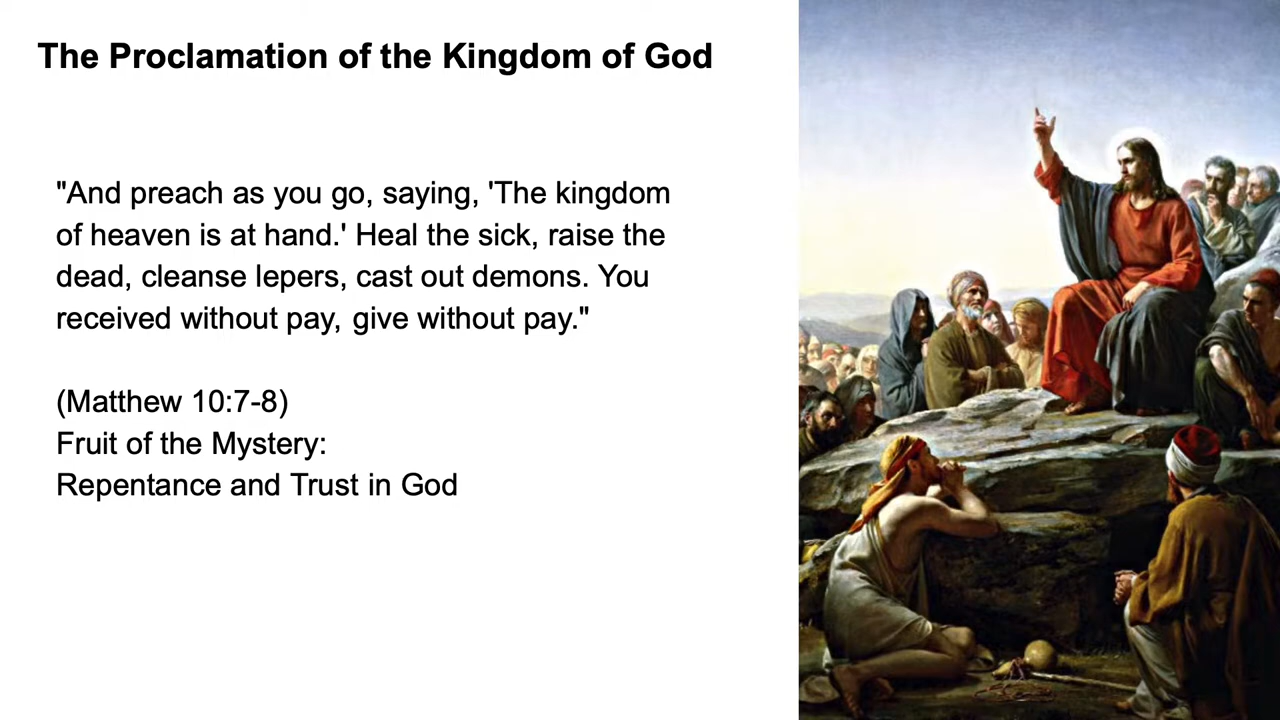 The Proclamation of the Kingdom of God
"And preach as you go, saying, 'The kingdom
of heaven is at hand.' Heal the sick, raise the
dead, cleanse lepers, cast out demons. You
received without pay, give without pay."
(Matthew 10:7-8)
Fruit of the Mystery:
Repentance and Trust in God